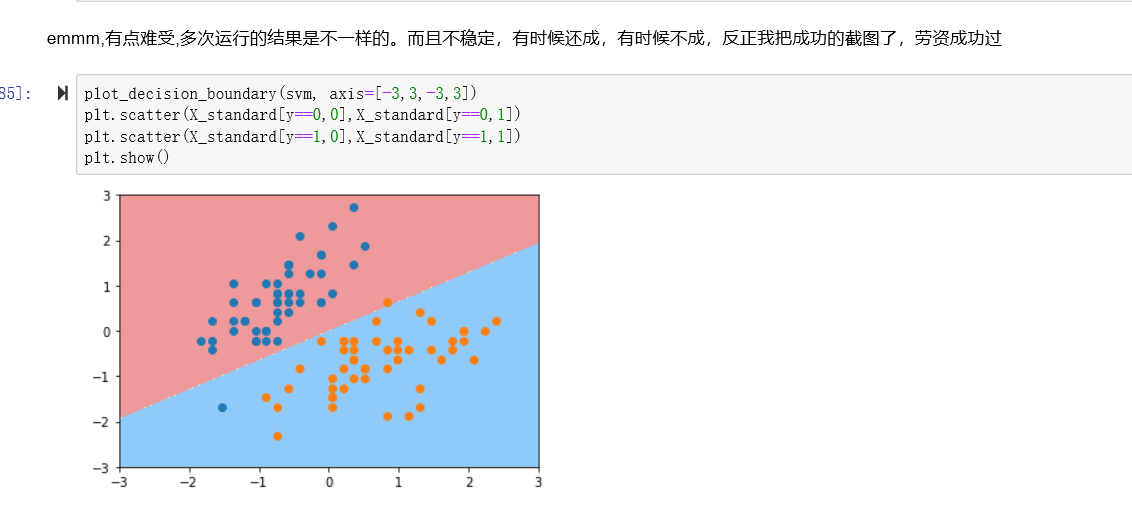 emmm,有点难受,多次运行的结果是不一样的。而且不稳定，有时候还成，有时候不成，反正我把成功的截图了，劳资成功过
85]:
plot_decision_boundary(svm, axis=[-3,3,-3,3])
plt.scatter(X_standard[y==0,0],X_standard[y==0,1])
plt.scatter(X_standard[y==1,0],X_standard[y==1,1])
plt.show()
3
2
1
0
−1
−2
−3
−3 −2 −1 0 1 2 3